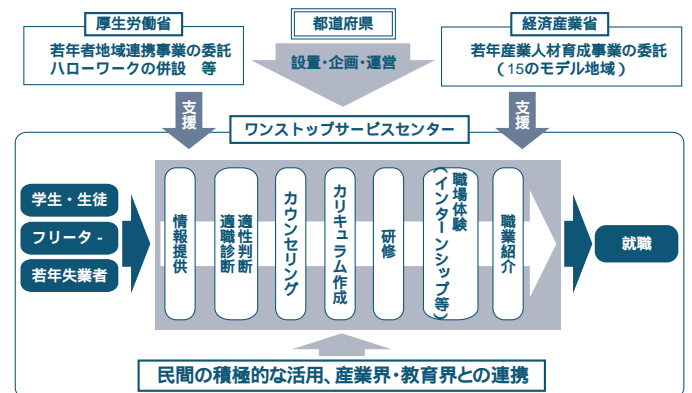 厚生労働省
若年者地域連携事業の委託
ハローワークの併設　等
都道府県
設置･企画･運営
経済産業省
若年産業人材育成事業の委託
（15のモデル地域）
支援
支援
ワンストップサービスセンター
学生・生徒
フリータ -
若年失業者
情報提供
適性判断
適職診断
カウンセリング
カリキュラム作成
研修
職場体験
(インターンシップ等)
職業紹介
就職
民間の積極的な活用、産業界･教育界との連携